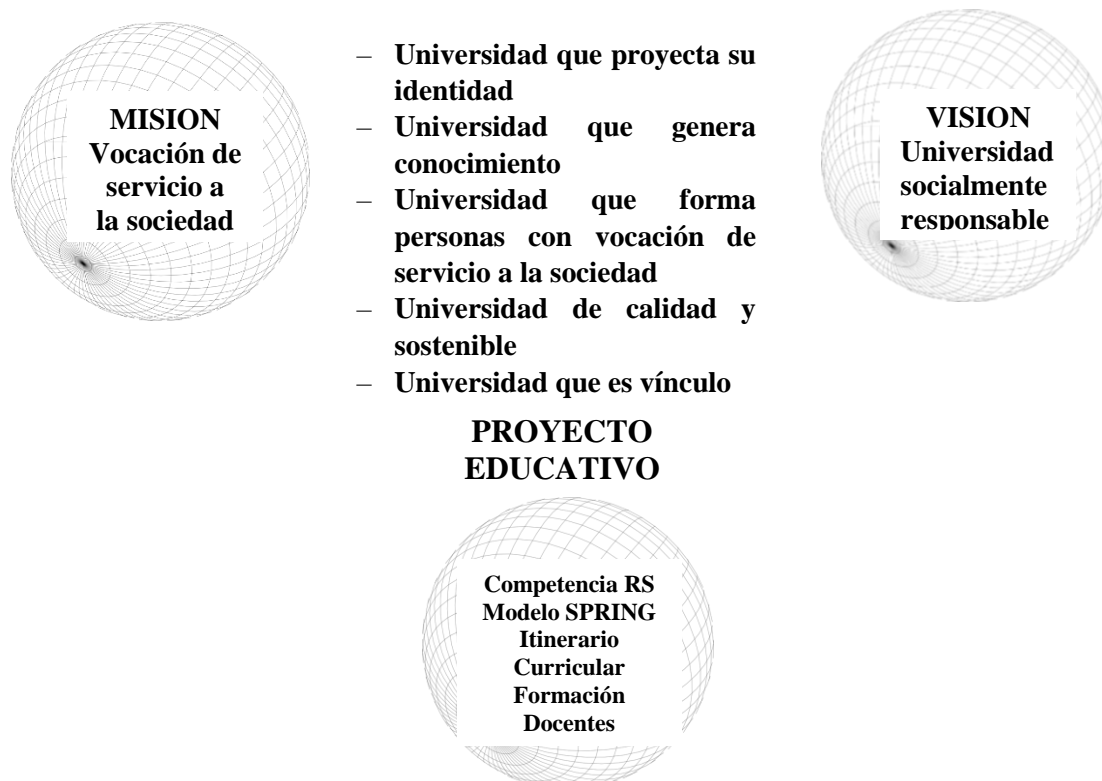 MISION
Vocación de
servicio a
la sociedad
– Universidad que proyecta su
identidad
– Universidad que genera
conocimiento
– Universidad que forma
personas con vocación de
servicio a la sociedad
– Universidad de calidad y
sostenible
– Universidad que es vínculo
VISION
Universidad
socialmente
responsable
PROYECTO
EDUCATIVO
Competencia RS
Modelo SPRING
Itinerario
Curricular
Formación
Docentes